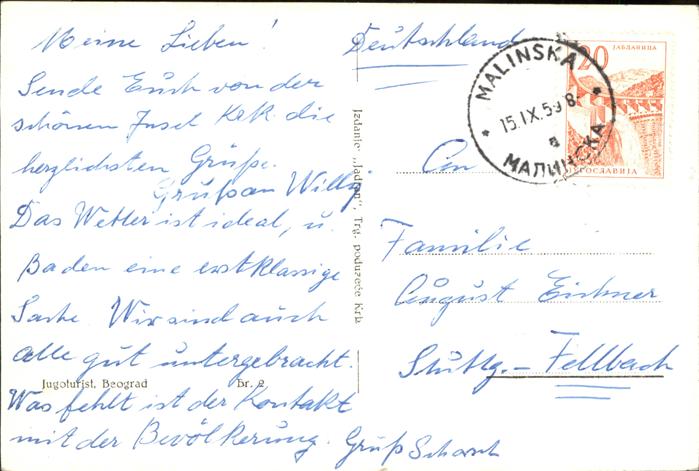 Meine Lieben!
Sende Euch von der
schönen Insel Krk die
herzlichsten Grüße.
Gruß an Willy
Das Wetter ist ideal, u.
Baden eine erstklassige
Sache. Wir sind auch
alle gut untergebracht.
Was fehlt ist der Kontakt
mit der Bevölkerung. Gruß
Jugoturist, Beograd Br. 2
Izdanje: „Jadran“, Trg. poduzeće Krk
Deutschland
MALINSKA
15.IX.59 8
a
МАЛИНСКА
20
ЈАБЛАНИЦА
ЈУГОСЛАВИЈА
An
Familie
August Eichner
Stuttg. - Fellbach